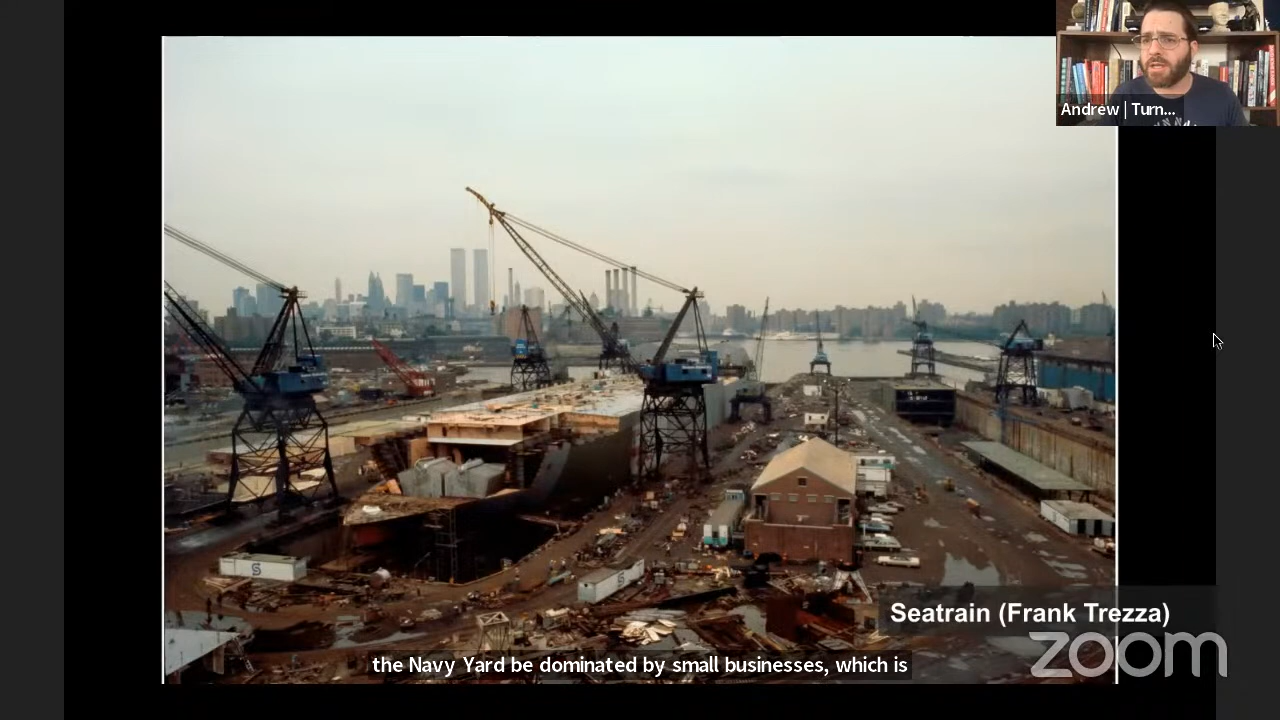 Andrew | Turn...
Seatrain (Frank Trezza)
zoom
the Navy Yard be dominated by small businesses, which is